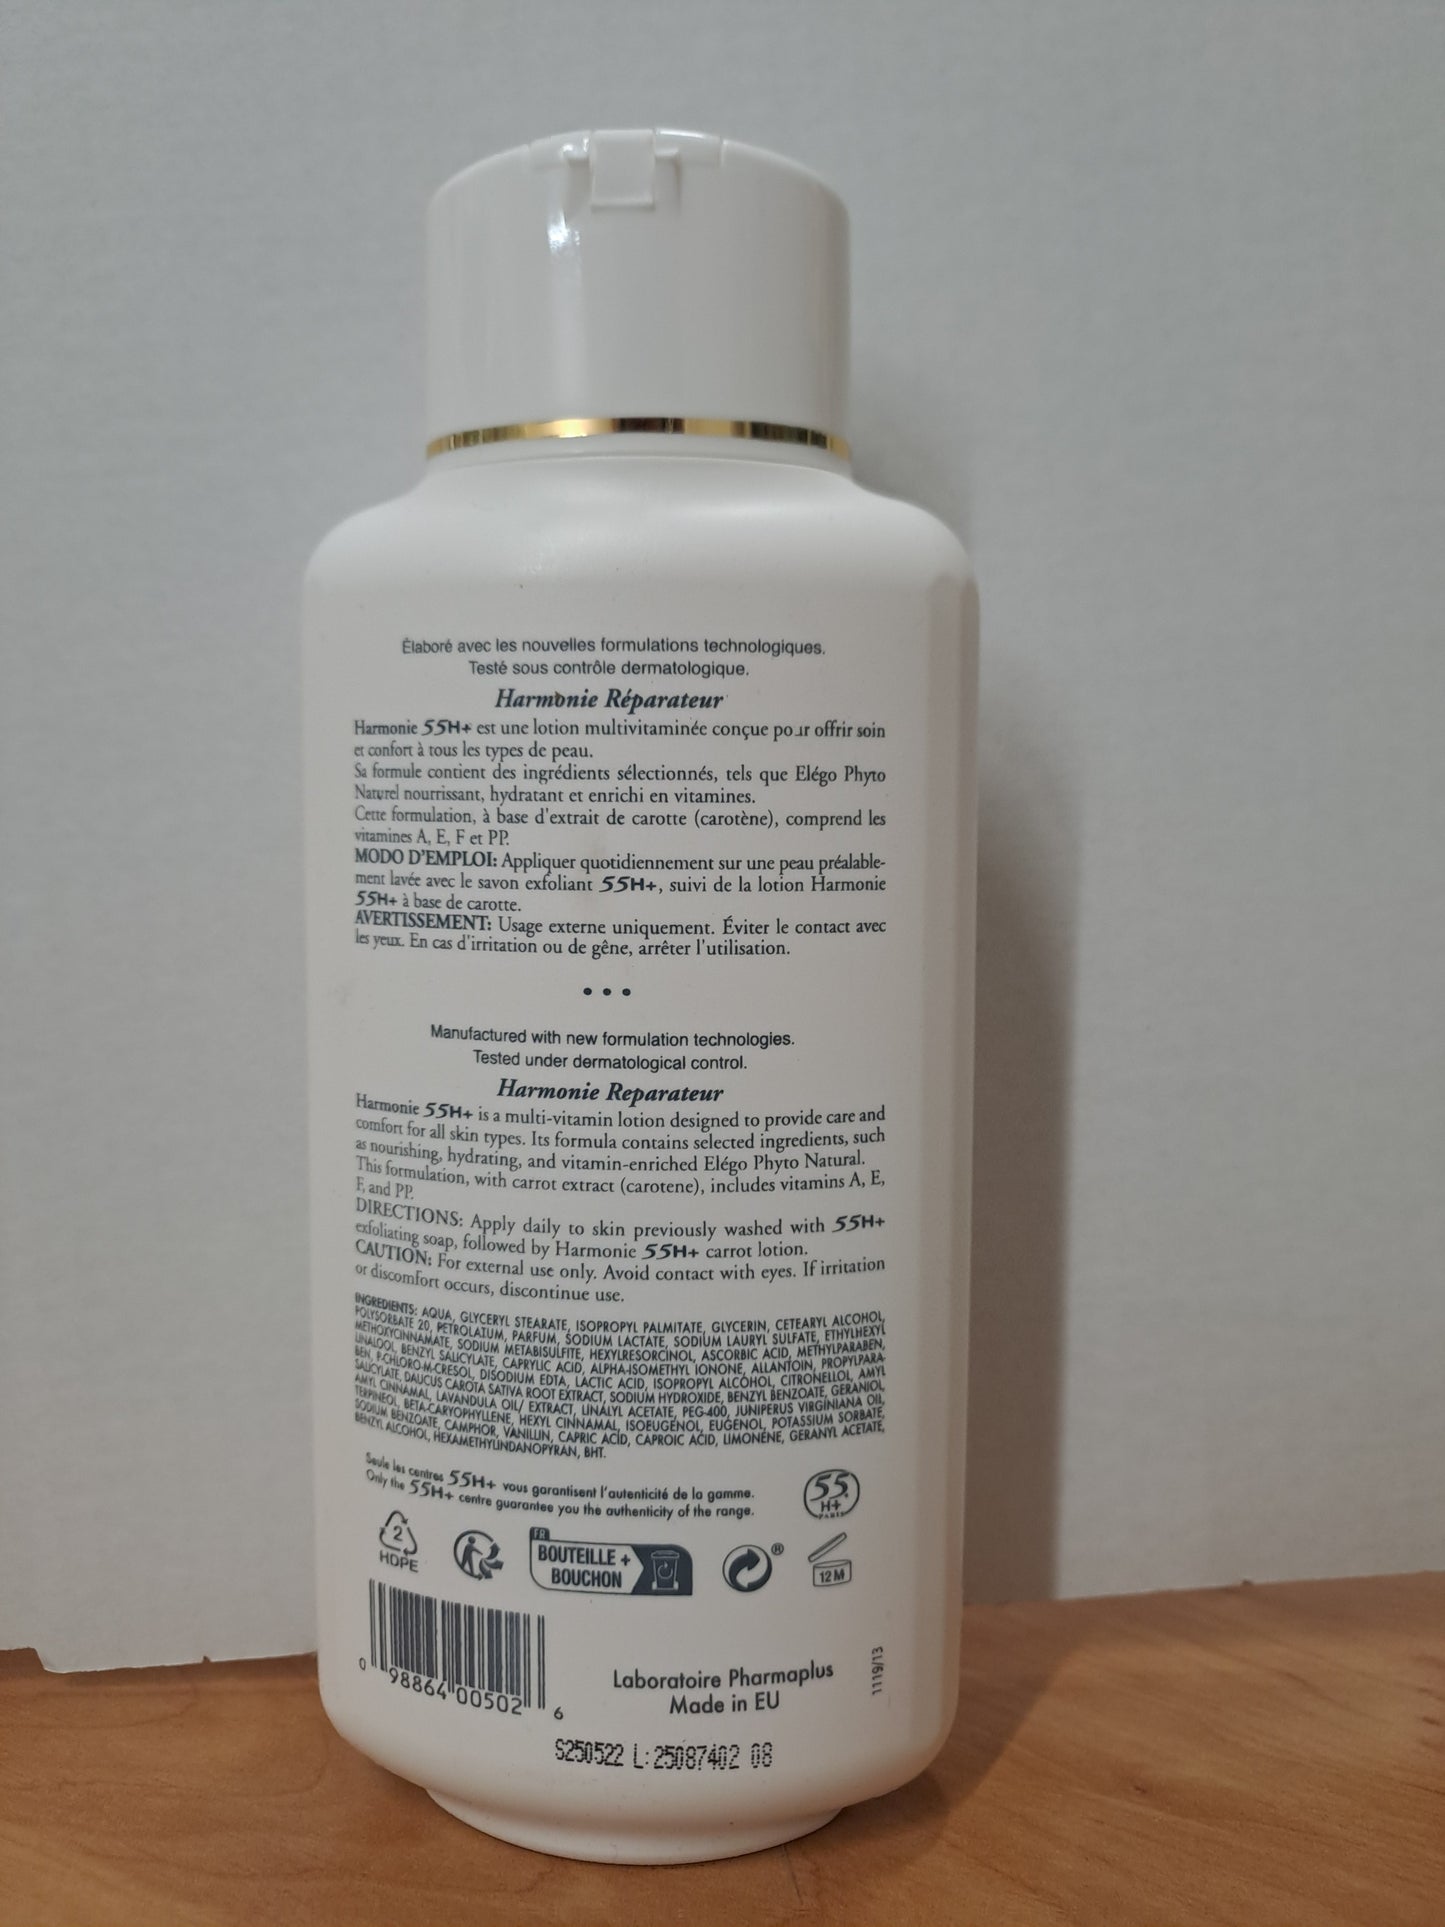 Élaboré avec les nouvelles formulations technologiques.
Testé sous contrôle dermatologique.
Harmonie Réparateur
Harmonie 55H+ est une lotion multivitaminée conçue pour offrir soin
et confort à tous les types de peau.
Sa formule contient des ingrédients sélectionnés, tels que Elégo Phyto
Naturel nourrissant, hydratant et enrichi en vitamines.
Cette formulation, à base d'extrait de carotte (carotène), comprend les
vitamines A, E, F et PP.
MODO D'EMPLOI: Appliquer quotidiennement sur une peau préalable-
ment lavée avec le savon exfoliant 55H+, suivi de la lotion Harmonie
55H+ à base de carotte.
AVERTISSEMENT: Usage externe uniquement. Éviter le contact avec
les yeux. En cas d'irritation ou de gêne, arrêter l'utilisation.
• • •
Manufactured with new formulation technologies.
Tested under dermatological control.
Harmonie Reparateur
Harmonie 55H+ is a multi-vitamin lotion designed to provide care and
comfort for all skin types. Its formula contains selected ingredients, such
as nourishing, hydrating, and vitamin-enriched Elégo Phyto Natural.
This formulation, with carrot extract (carotene), includes vitamins A, E,
F, and PP.
DIRECTIONS: Apply daily to skin previously washed with 55H+
exfoliating soap, followed by Harmonie 55H+ carrot lotion.
CAUTION: For external use only. Avoid contact with eyes. If irritation
or discomfort occurs, discontinue use.
INGREDIENTS: AQUA, GLYCERYL STEARATE, ISOPROPYL PALMITATE, GLYCERIN, CETEARYL ALCOHOL,
POLYSORBATE 20, PETROLATUM, PARFUM, SODIUM LACTATE, SODIUM LAURYL SULFATE, ETHYLHEXYL
METHOXYCINNAMATE, SODIUM METABISULFITE, HEXYLRESORCINOL, ASCORBIC ACID, METHYLPARABEN,
LINALOOL, BENZYL SALICYLATE, CAPRYLIC ACID, ALPHA-ISOMETHYL IONONE, ALLANTOIN, PROPYLPARA-
BEN, P-CHLORO-M-CRESOL, DISODIUM EDTA, LACTIC ACID, ISOPROPYL ALCOHOL, CITRONELLOL, AMYL
SALICYLATE, DAUCUS CAROTA SATIVA ROOT EXTRACT, SODIUM HYDROXIDE, BENZYL BENZOATE, GERANIOL,
AMYL CINNAMAL, LAVANDULA OIL/ EXTRACT, LINALYL ACETATE, PEG-400, JUNIPERUS VIRGINIANA OIL,
TERPINEOL, BETA-CARYOPHYLLENE, HEXYL CINNAMAL, ISOEUGENOL, EUGENOL, POTASSIUM SORBATE,
SODIUM BENZOATE, CAMPHOR, VANILLIN, CAPRIC ACID, CAPROIC ACID, LIMONENE, GERANYL ACETATE,
BENZYL ALCOHOL, HEXAMETHYLINDANOPYRAN, BHT.
Seule les centres 55H+ vous garantisent l'autenticité de la gamme.
Only the 55H+ centre guarantee you the authenticity of the range.
55
H+
PARIS
2
HDPE
FR
BOUTEILLE +
BOUCHON
®
12 M
0 98864 00502 6
Laboratoire Pharmaplus
Made in EU
1119/13
S250522 L:25087402 08